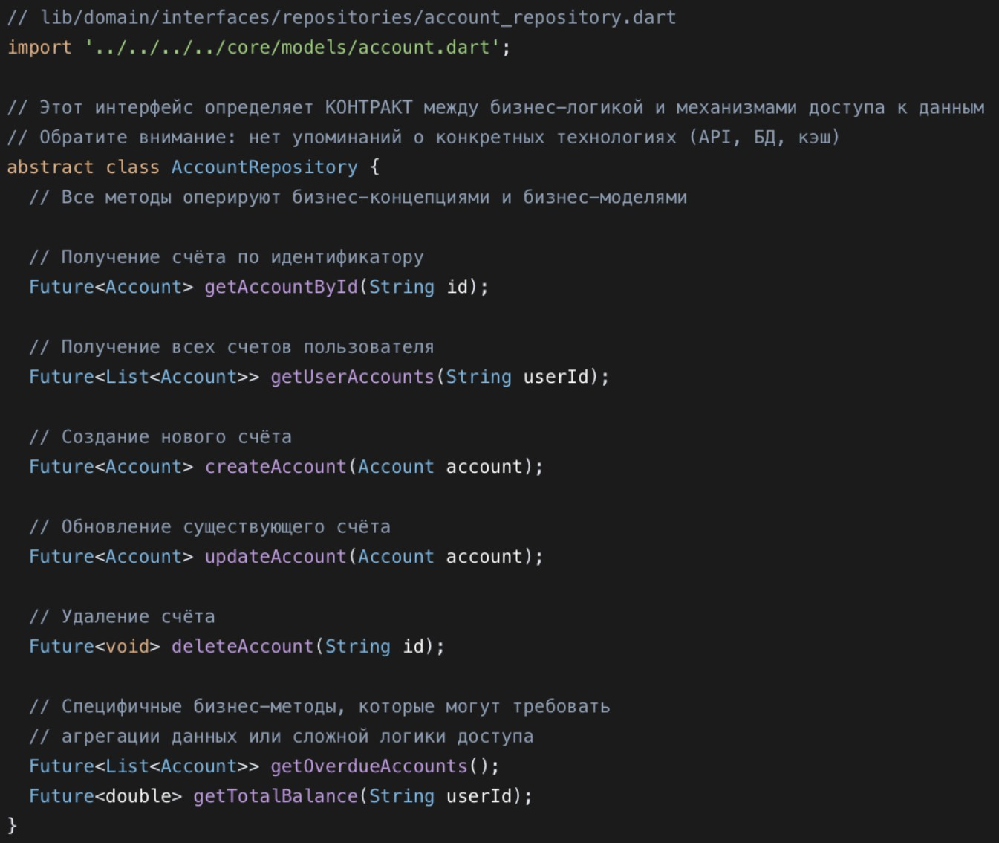 // lib/domain/interfaces/repositories/account_repository.dart
import '../../../../core/models/account.dart';
// Этот интерфейс определяет КОНТРАКТ между бизнес-логикой и механизмами доступа к данным
// Обратите внимание: нет упоминаний о конкретных технологиях (API, БД, кэш)
abstract class AccountRepository {
// Все методы оперируют бизнес-концепциями и бизнес-моделями
// Получение счёта по идентификатору
Future<Account> getAccountById(String id);
// Получение всех счетов пользователя
Future<List<Account>> getUserAccounts(String userId);
// Создание нового счёта
Future<Account> createAccount(Account account);
// Обновление существующего счёта
Future<Account> updateAccount(Account account);
// Удаление счёта
Future<void> deleteAccount(String id);
// Специфичные бизнес-методы, которые могут требовать
// агрегации данных или сложной логики доступа
Future<List<Account>> getOverdueAccounts();
Future<double> getTotalBalance(String userId);
}